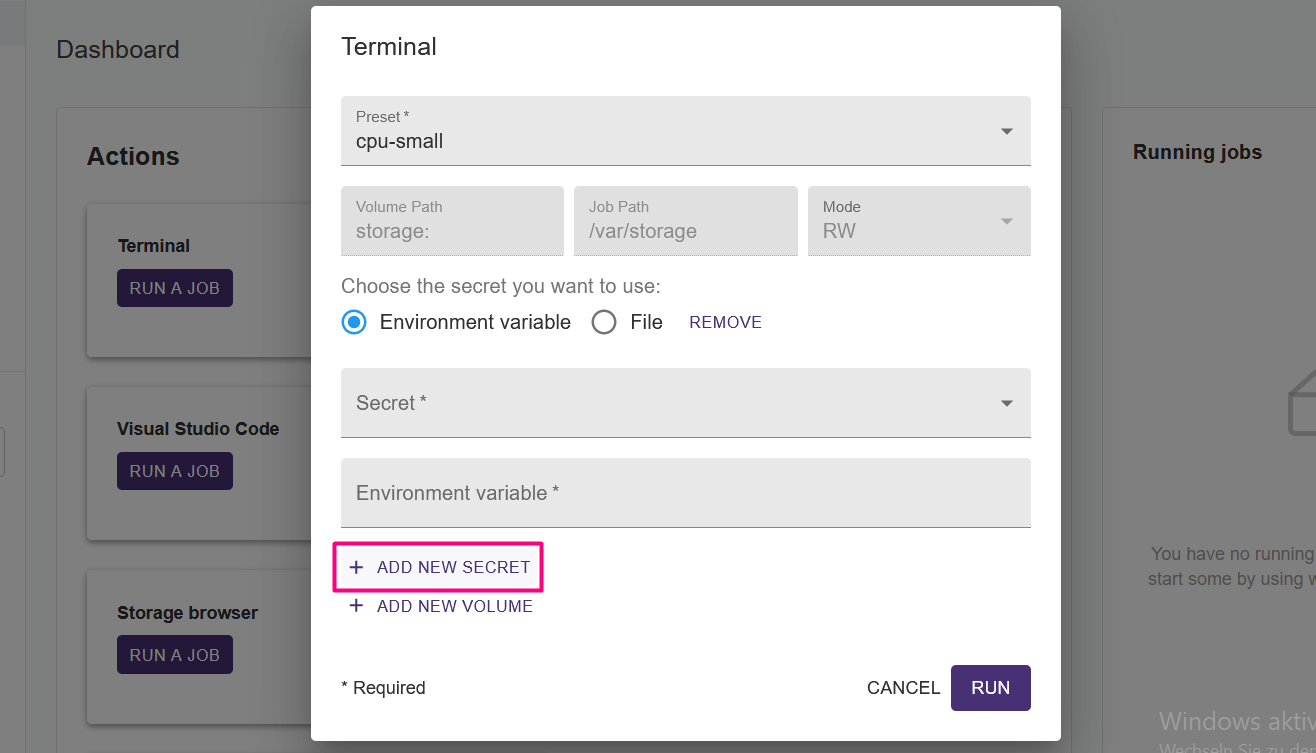 Dashboard
Actions
Terminal
RUN A JOB
Visual Studio Code
RUN A JOB
Storage browser
RUN A JOB
Terminal
Preset *
cpu-small
Volume Path
storage:
Job Path
/var/storage
Mode
RW
Choose the secret you want to use:
Environment variable
File
REMOVE
Secret *
Environment variable *
+ ADD NEW SECRET
+ ADD NEW VOLUME
* Required
CANCEL
RUN
Running jobs
You have no running
start some by using
Windows aktiv
Wechseln Sie zu den